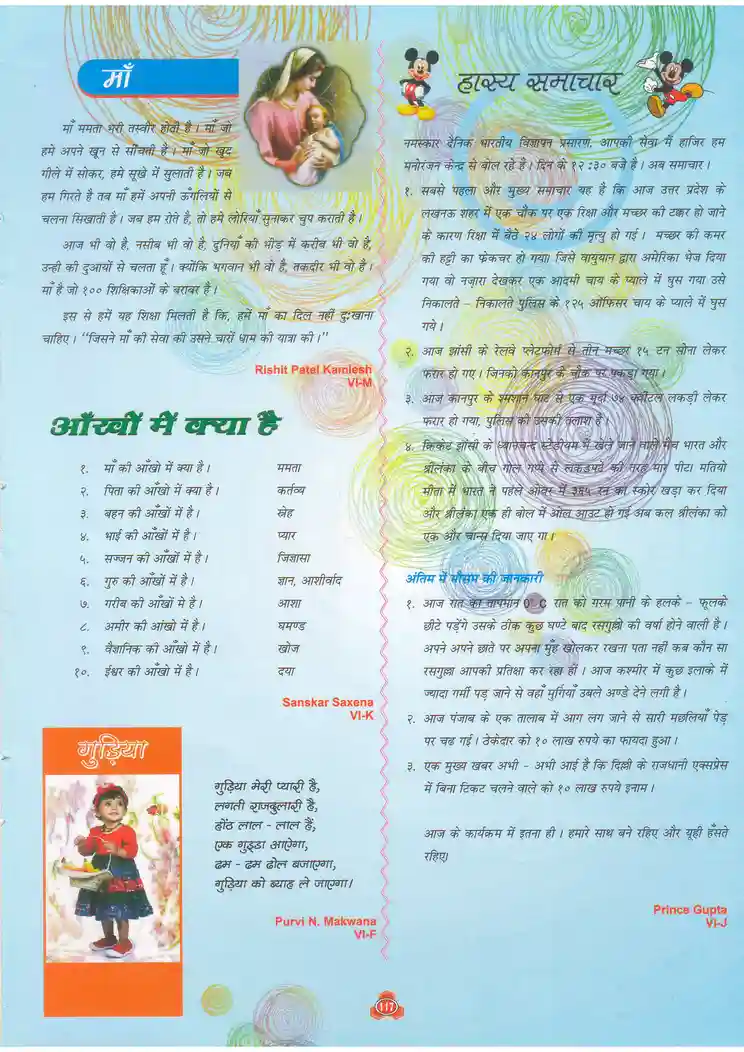 माँ
माँ ममता भरी तस्वीर होती है। माँ जो
हमे अपने खून से साँचती है। माँ जो खुद
गीले में सोकर, हमे सूखे में सुलाती है। जब
हम गिरते है तब माँ हमें अपनी ऊँगलियों से
चलना सिखाती है। जब हम रोते है, तो हमे लोरियाँ सुनाकर चुप कराती है।
आज भी वो है, नसीब भी वो है, दुनियाँ की भीड़ में करीब भी वो है,
उन्ही की दुआयों से चलता हूँ। क्योंकि भगवान भी वो है, तकदीर भी वो है।
माँ है जो १०० शिक्षिकाओं के बराबर है।
इस से हमें यह शिक्षा मिलती है कि, हमें माँ का दिल नहीं दुःखाना
चाहिए। "जिसने माँ की सेवा की उसने चारों धाम की यात्रा की।"
Rishit Patel Kamlesh
VI-M
आँखों में क्या है
१. माँ की आँखो में क्या है। ममता
२. पिता की आँखों में क्या है। कर्तव्य
३. बहन की आँखों में है। स्नेह
४. भाई की आँखों में है। प्यार
५. सज्जन की आँखों में है। जिज्ञासा
६. गुरु की आँखों मे है। ज्ञान, आशीर्वाद
७. गरीब की आँखों मे है। आशा
८. अमीर की आंखो में है। घमण्ड
९. वैज्ञानिक की आँखों में है। खोज
१०. ईश्वर की आँखो में है। दया
Sanskar Saxena
VI-K
गुड़िया
गुड़िया मेरी प्यारी है,
लगती राजदुलारी है,
होंठ लाल - लाल हैं,
एक गुड्डा आऐगा,
ढम - ढम ढोल बजाएगा,
गुड़िया को ब्याह ले जाएगा।
Purvi N. Makwana
VI-F
हास्य समाचार
नमस्कार दैनिक भारतीय विज्ञापन प्रसारण, आपकी सेवा में हाजिर हम
मनोरंजन केन्द्र से बोल रहे है। दिन के १२:३० बजे है। अब समाचार।
१. सबसे पहला और मुख्य समाचार यह है कि आज उत्तर प्रदेश के
लखनऊ शहर में एक चौक पर एक रिक्षा और मच्छर की टक्कर हो जाने
के कारण रिक्षा में बैठे २४ लोगों की मृत्यु हो गई। मच्छर की कमर
की हड्डी का फेकचर हो गया। जिसे वायुयान द्वारा अमेरिका भेज दिया
गया वो नज़ारा देखकर एक आदमी चाय के प्याले में घुस गया उसे
निकालते - निकालते पुलिस के १२५ ऑफिसर चाय के प्याले में घुस
गये।
२. आज झांसी के रेलवे प्लेटफोर्म से तीन मच्छर १५ टन सोना लेकर
फरार हो गए। जिनको कानपुर के चौक पर पकड़ा गया।
३. आज कानपुर के श्मशान घाट से एक मुर्दा ७४ क्वींटल लकड़ी लेकर
फरार हो गया, पुलिस को उसकी तलाश है।
४. क्रिकेट झाँसी के ध्यानचन्द स्टेडीयम में खेले जाने वाले मैच भारत और
श्रीलंका के बीच गोल गप्पे से लकडपट्टे की तरह मार पीटा मतियो
मीता में भारत ने पहले ओवर में ३६५ रन का स्कोर खड़ा कर दिया
और श्रीलंका एक ही बोल में ऑल आउट हो गई अब कल श्रीलंका को
एक और चान्स दिया जाए गा।
अंतिम में मौसम की जानकारी
१. आज रात का तापमान 0° C रात को गरम पानी के हलके - फूलके
छीटे पड़ेंगे उसके ठीक कुछ घण्टे बाद रसगुल्लो की वर्षा होने वाली है।
अपने अपने छाते पर अपना मुँह खोलकर रखना पता नहीं कब कौन सा
रसगुल्ला आपकी प्रतिक्षा कर रहा हो। आज कश्मीर में कुछ इलाके में
ज्यादा गर्मी पड़ जाने से वहाँ मुर्गियाँ उबले अण्डे देने लगी है।
२. आज पंजाब के एक तालाब में आग लग जाने से सारी मछलियाँ पेड़
पर चढ गई। ठेकेदार को १० लाख रुपये का फायदा हुआ।
३. एक मुख्य खबर अभी - अभी आई है कि दिल्ली के राजधानी एक्सप्रेस
में बिना टिकट चलने वाले को १० लाख रुपये इनाम।
आज के कार्यकम में इतना ही। हमारे साथ बने रहिए और यूही हँसते
रहिए।
Prince Gupta
VI-J
117